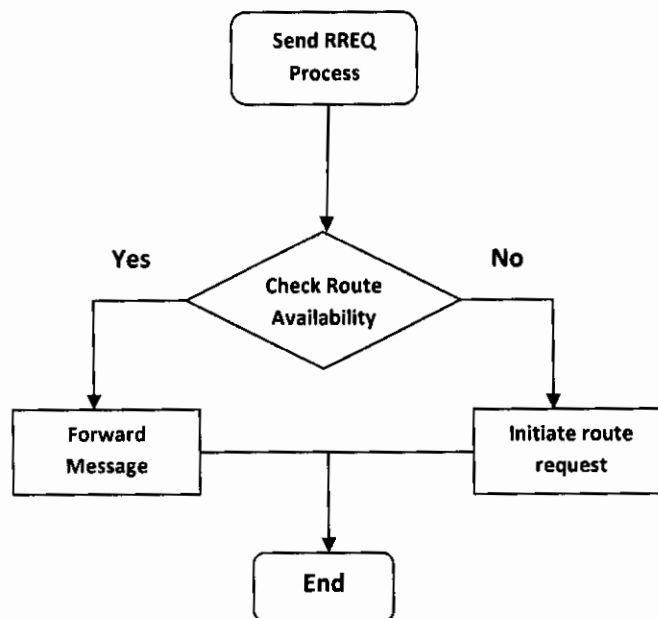 Send RREQ
Process
Yes
No
Check Route
Availability
Forward
Message
Initiate route
request
End